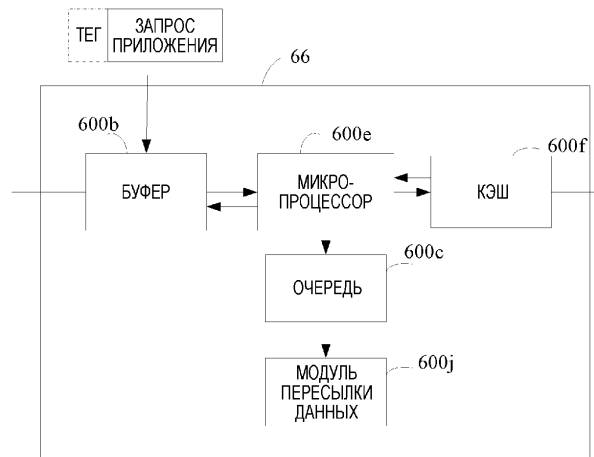 ТЕГ
ЗАПРОС
ПРИЛОЖЕНИЯ
66
600b
600e
600f
БУФЕР
МИКРО-
ПРОЦЕССОР
КЭШ
600c
ОЧЕРЕДЬ
600j
МОДУЛЬ
ПЕРЕСЫЛКИ
ДАННЫХ